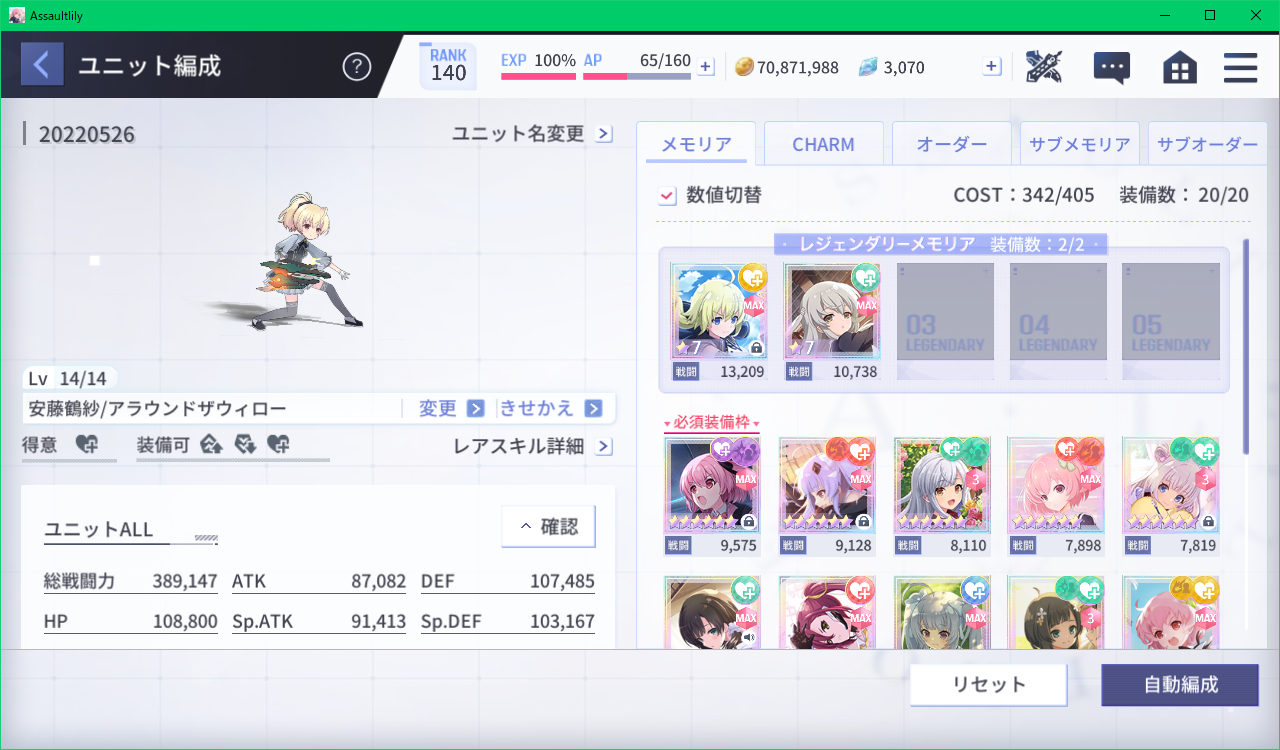 Assaultlily
ユニット編成
?
RANK
140
EXP 100%
AP 65/160
70,871,988
3,070
20220526
ユニット名変更
メモリア
CHARM
オーダー
サブメモリア
サブオーダー
数値切替
COST：342/405
装備数： 20/20
レジェンダリーメモリア 装備数：2/2
MAX
7
戦闘 13,209
MAX
7
戦闘 10,738
03
LEGENDARY
04
LEGENDARY
05
LEGENDARY
Lv 14/14
安藤鶴紗/アラウンドザウィロー
変更
きせかえ
得意
装備可
レアスキル詳細
必須装備枠
MAX
戦闘 9,575
MAX
戦闘 9,128
3
戦闘 8,110
MAX
戦闘 7,898
3
戦闘 7,819
ユニットALL
確認
総戦闘力 389,147
ATK 87,082
DEF 107,485
HP 108,800
Sp.ATK 91,413
Sp.DEF 103,167
MAX
MAX
MAX
3
MAX
リセット
自動編成